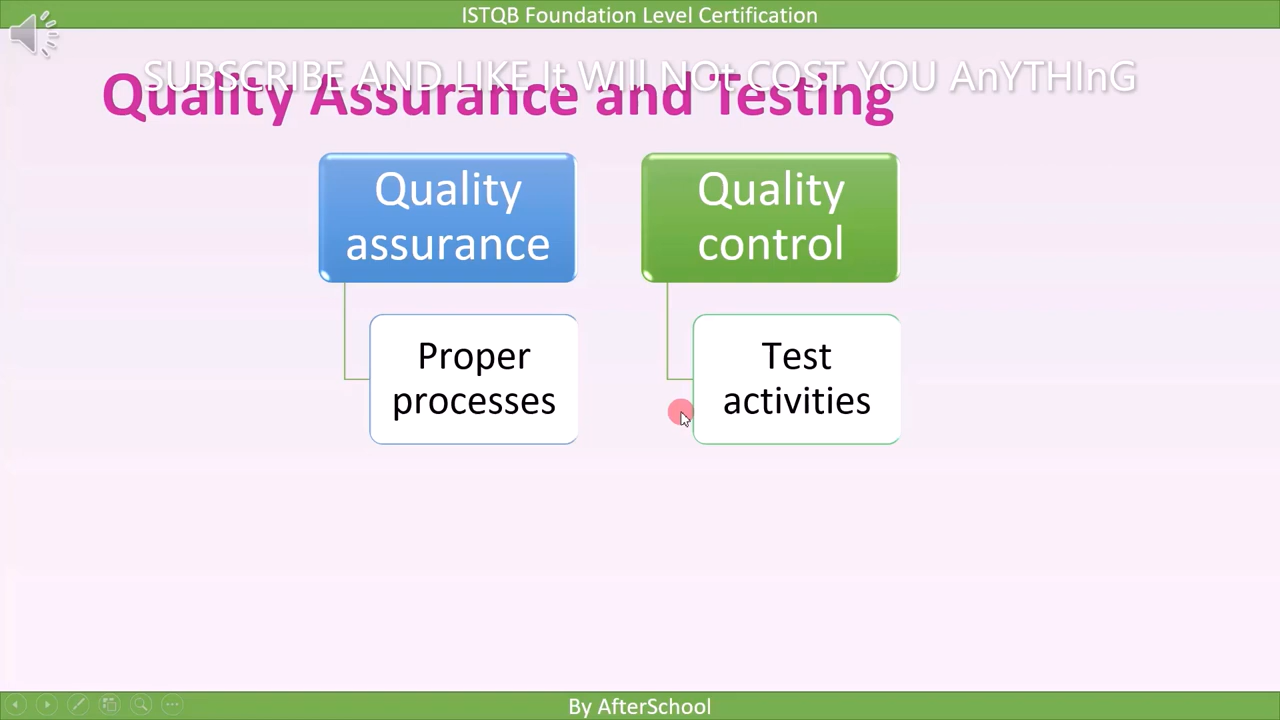 ISTQB Foundation Level Certification
SUBSCRIBE AND LIKE It WIll NOt COST YOU AnYTHInG
Quality Assurance and Testing
Quality
assurance
Proper
processes
Quality
control
Test
activities
By AfterSchool